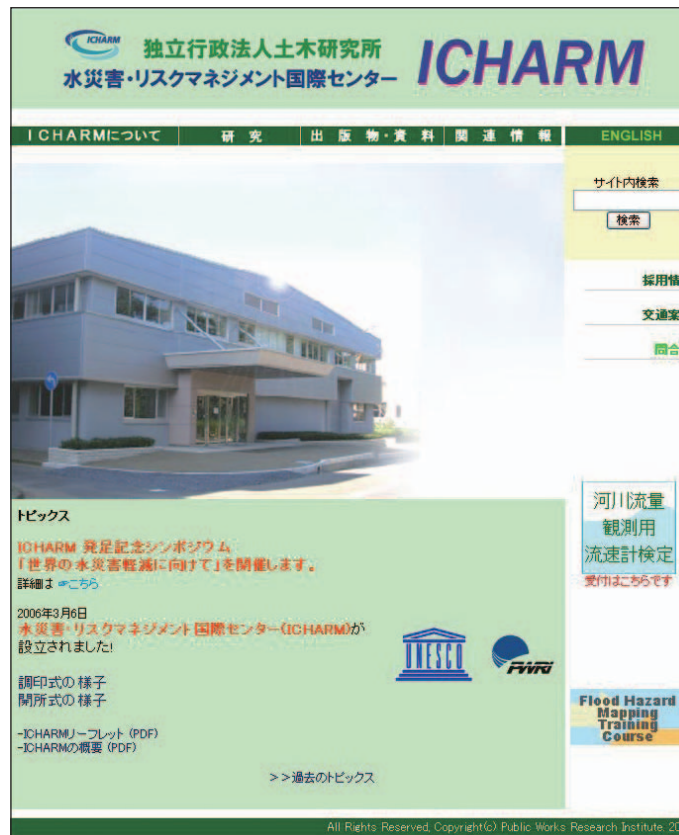 ICHARM
独立行政法人土木研究所
水災害・リスクマネジメント国際センター
ICHARM
ICHARMについて
研究
出版物・資料
関連情報
ENGLISH
サイト内検索
検索
採用情
交通案
問合
河川流量
観測用
流速計検定
受付はこちらです
トピックス
ICHARM 発足記念シンポジウム
「世界の水災害軽減に向けて」を開催します。
詳細は ☞こちら
2006年3月6日
水災害・リスクマネジメント国際センター(ICHARM)が
設立されました!
UNESCO
PWRI
調印式の様子
開所式の様子
-ICHARMリーフレット (PDF)
-ICHARMの概要 (PDF)
>>過去のトピックス
Flood Hazard
Mapping
Training
Course
All Rights Reserved, Copyright(c) Public Works Research Institute. 20